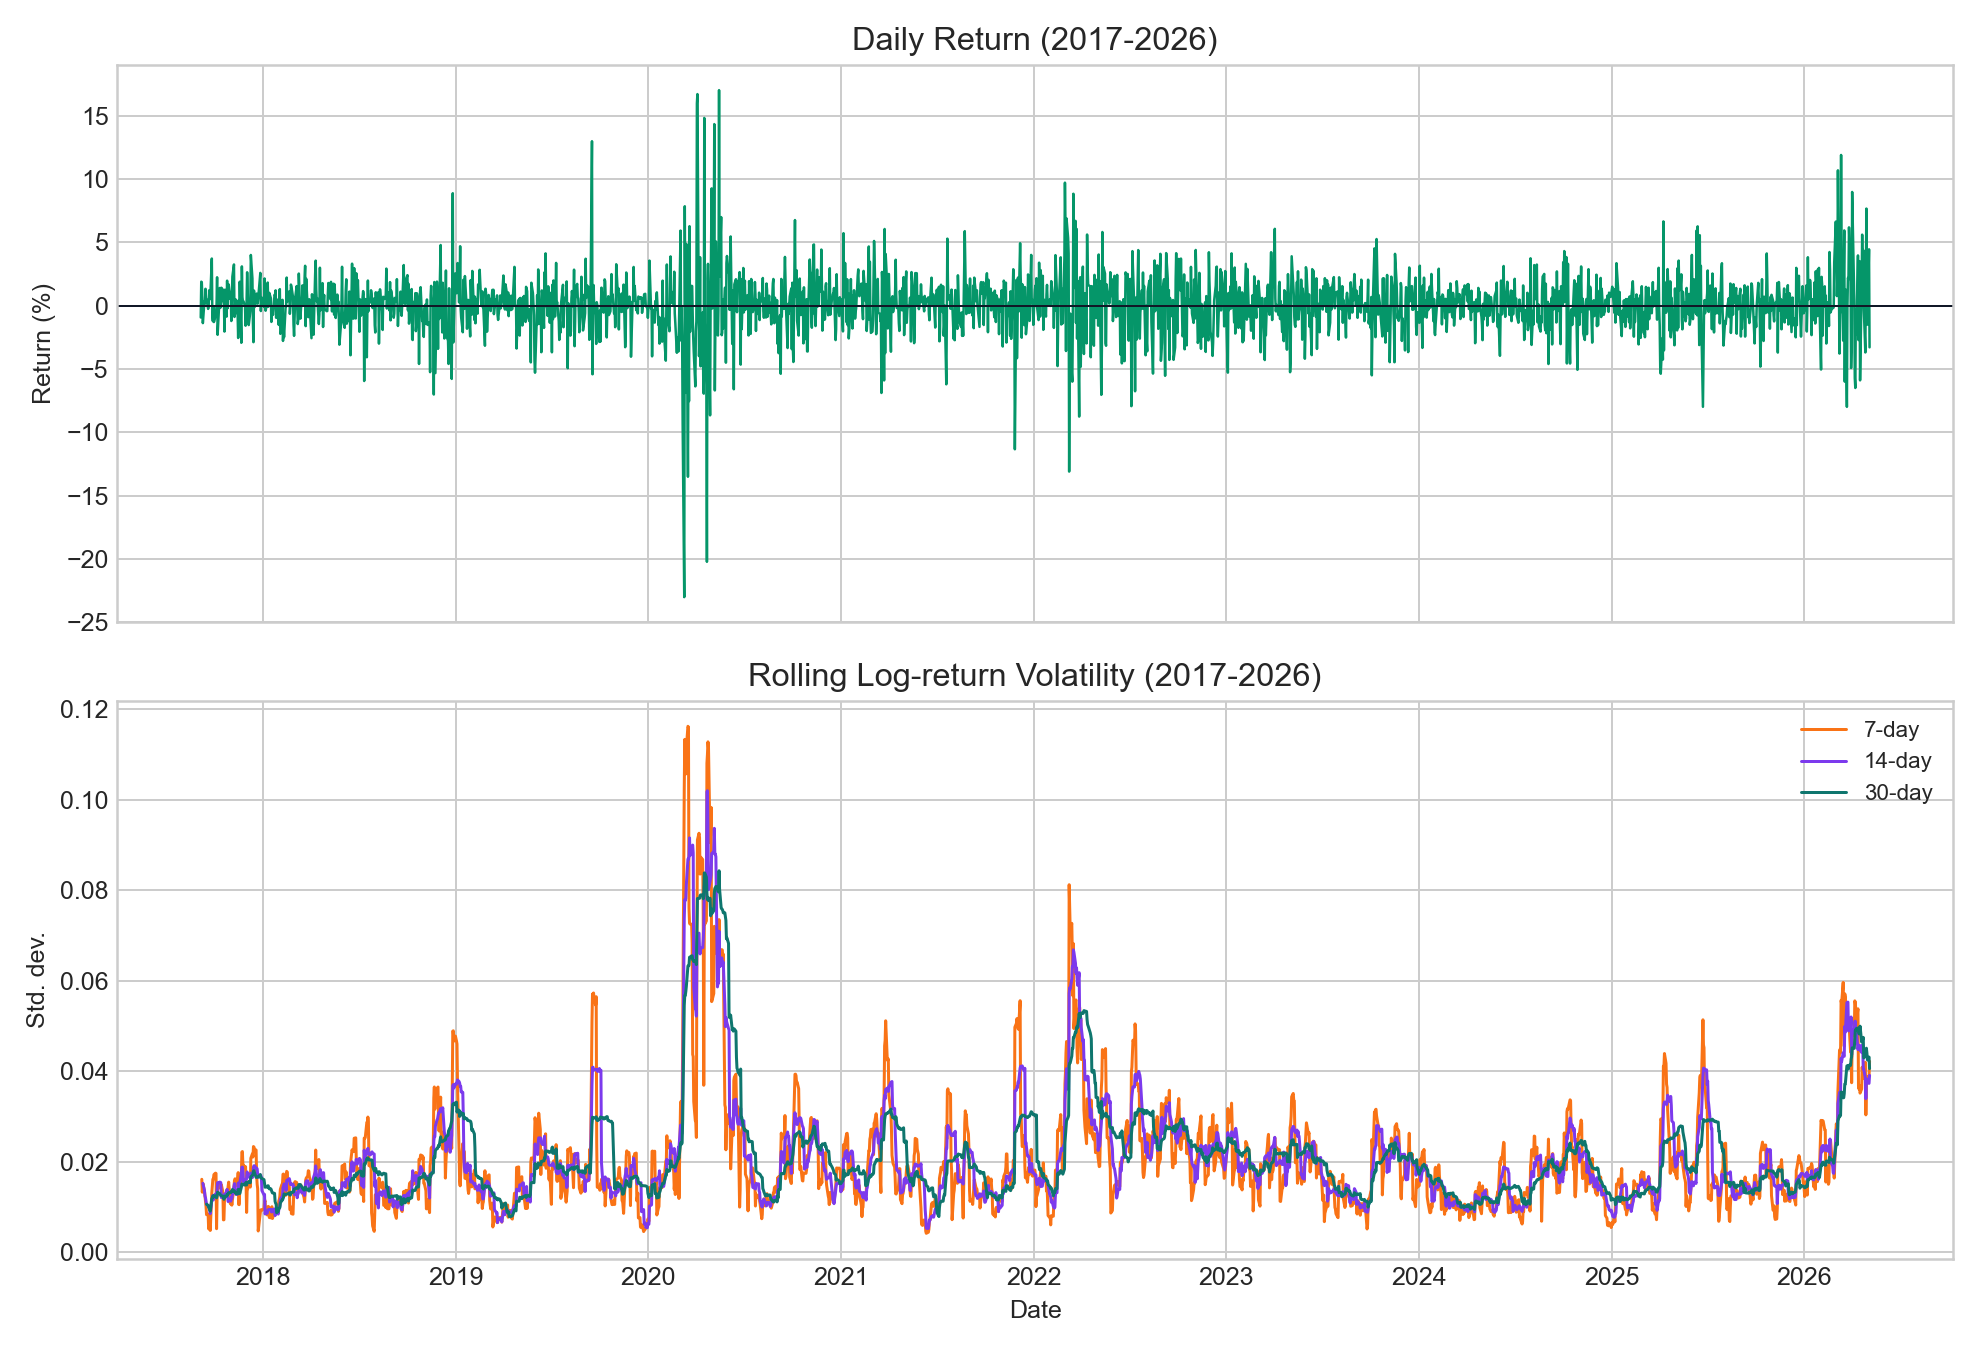 Daily Return (2017-2026)
Return (%)
15
10
5
0
−5
−10
−15
−20
−25
Rolling Log-return Volatility (2017-2026)
Std. dev.
0.12
0.10
0.08
0.06
0.04
0.02
0.00
7-day
14-day
30-day
2018 2019 2020 2021 2022 2023 2024 2025 2026
Date